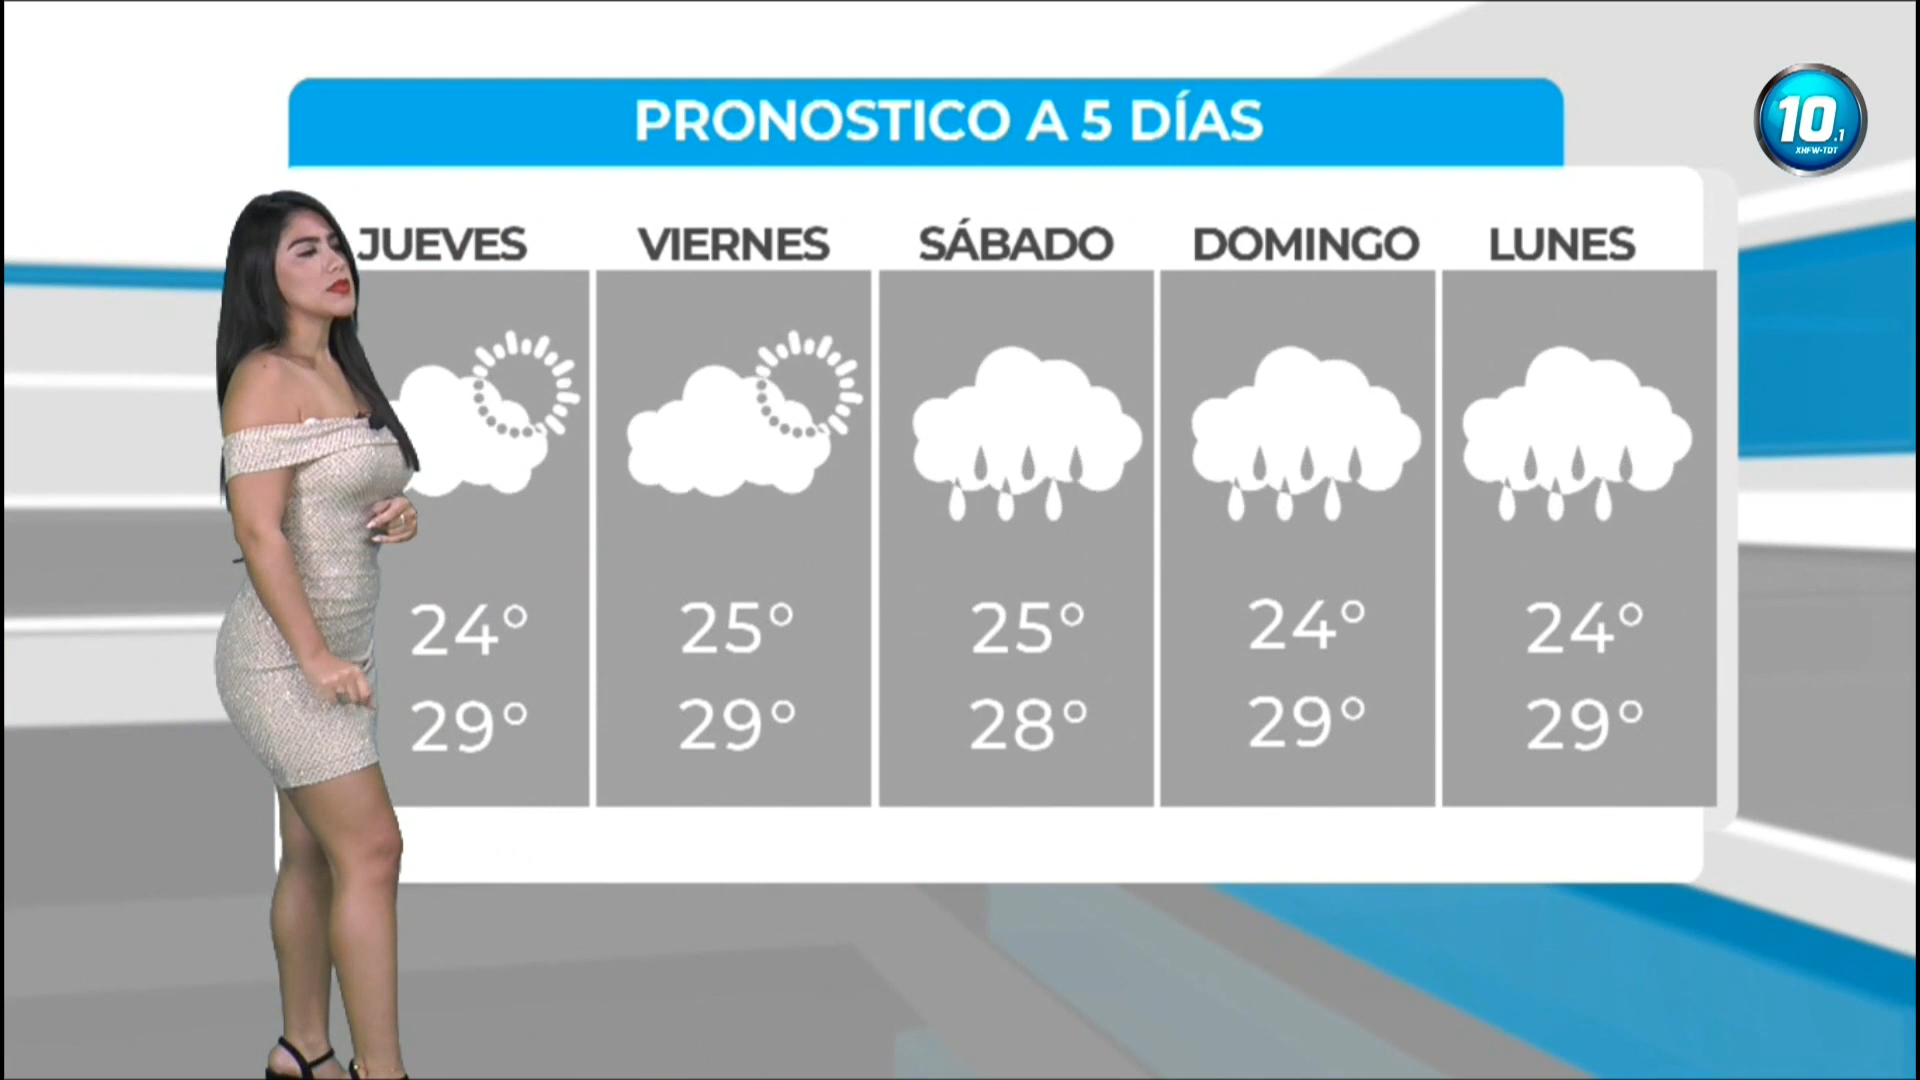 PRONOSTICO A 5 DÍAS
10.1
XHFW-TDT
JUEVES VIERNES SÁBADO DOMINGO LUNES
24° 25° 25° 24° 24°
29° 29° 28° 29° 29°